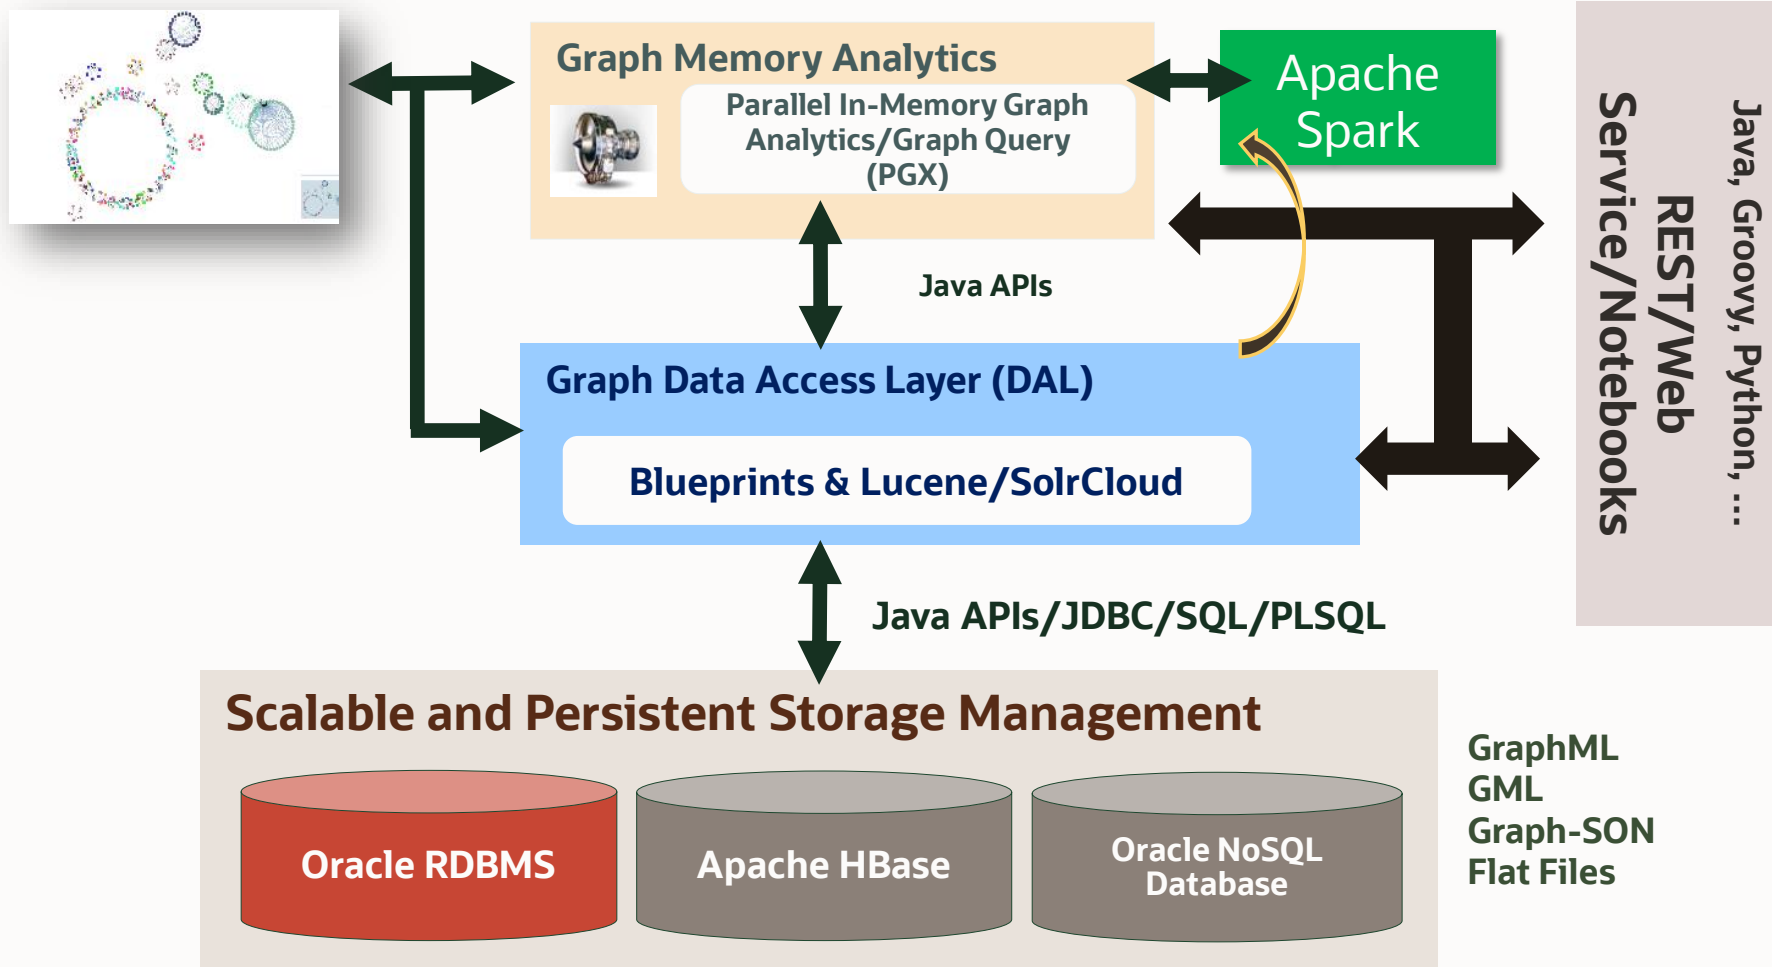 Graph Memory Analytics
Parallel In-Memory Graph
Analytics/Graph Query
(PGX)
Apache
Spark
Java APIs
Graph Data Access Layer (DAL)
Blueprints & Lucene/SolrCloud
Java APIs/JDBC/SQL/PLSQL
Scalable and Persistent Storage Management
Oracle RDBMS
Apache HBase
Oracle NoSQL
Database
GraphML
GML
Graph-SON
Flat Files
Java, Groovy, Python, ...
REST/Web
Service/Notebooks